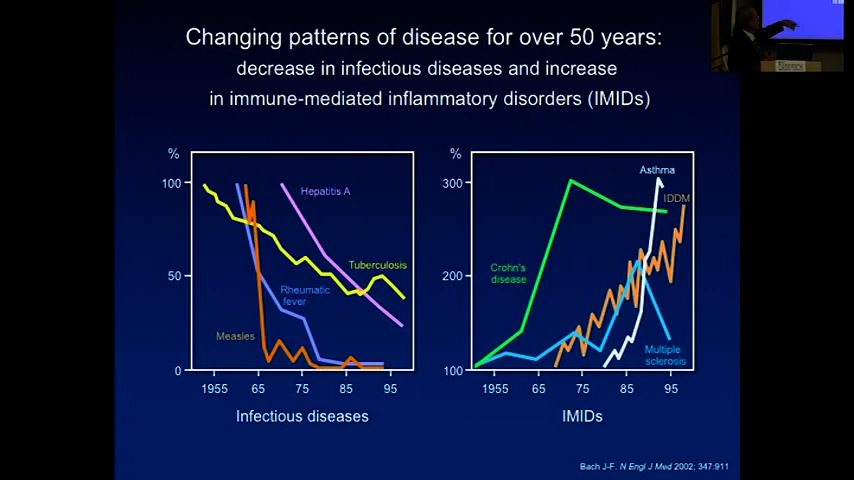 Changing patterns of disease for over 50 years:
decrease in infectious diseases and increase
in immune-mediated inflammatory disorders (IMIDs)
%
100
50
0
Hepatitis A
Tuberculosis
Rheumatic
fever
Measles
1955 65 75 85 95
Infectious diseases
%
300
200
100
Asthma
IDDM
Crohn's
disease
Multiple
sclerosis
1955 65 75 85 95
IMIDs
Bach J-F. N Engl J Med 2002; 347:911